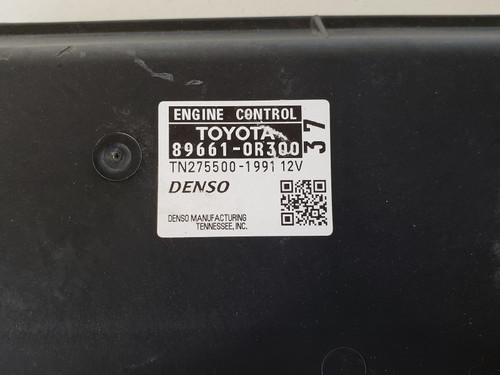 ENGINE CONTROL
TOYOTA
89661-0R300
37
TN275500-1991 12V
DENSO
DENSO MANUFACTURING
TENNESSEE, INC.